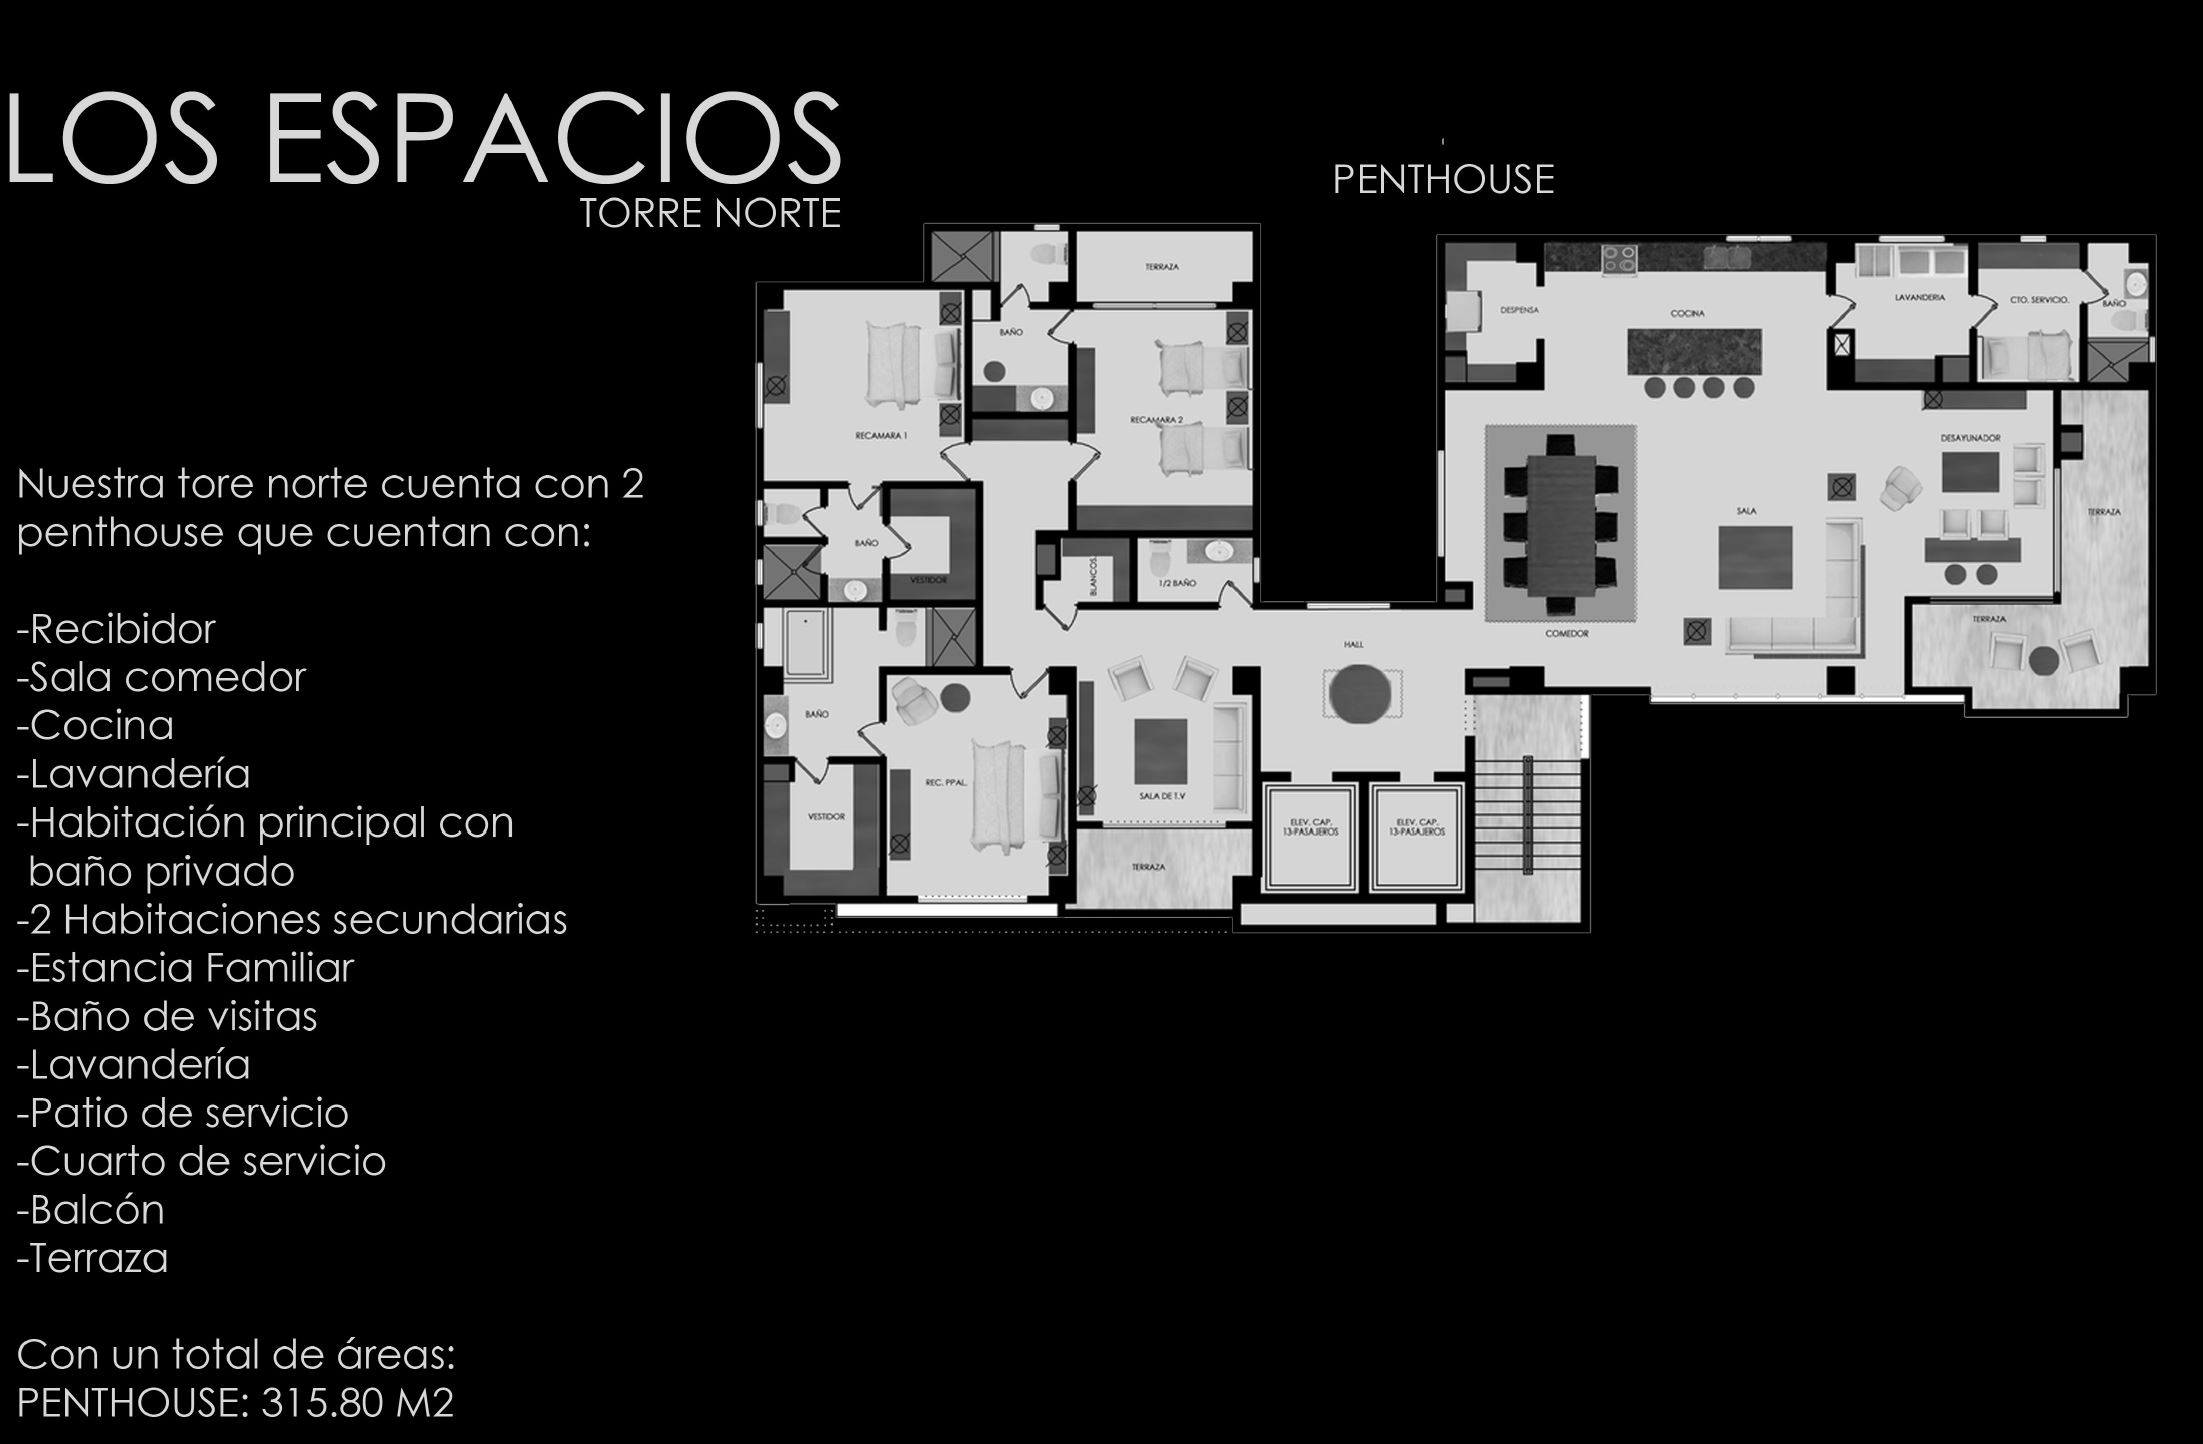 LOS ESPACIOS
TORRE NORTE
PENTHOUSE
Nuestra tore norte cuenta con 2
penthouse que cuentan con:
-Recibidor
-Sala comedor
-Cocina
-Lavandería
-Habitación principal con
baño privado
-2 Habitaciones secundarias
-Estancia Familiar
-Baño de visitas
-Lavandería
-Patio de servicio
-Cuarto de servicio
-Balcón
-Terraza
Con un total de áreas:
PENTHOUSE: 315.80 M2
TERRAZA
BAÑO
RECAMARA 1
RECAMARA 2
BAÑO
VESTIDOR
BLANCOS
1/2 BAÑO
BAÑO
REC. PPAL.
VESTIDOR
SALA DE T.V
TERRAZA
HALL
ELEV. CAP.
13-PASAJEROS
ELEV. CAP.
13-PASAJEROS
DESPENSA
COCINA
LAVANDERIA
CTO. SERVICIO.
BAÑO
DESAYUNADOR
SALA
TERRAZA
COMEDOR
TERRAZA